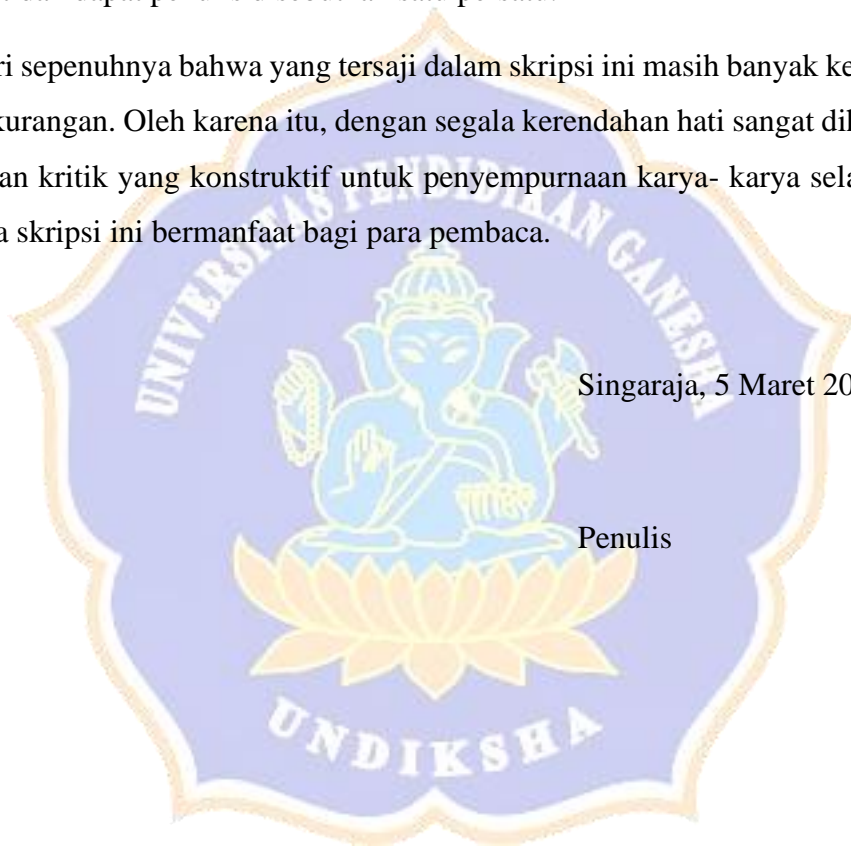 ri sepenuhnya bahwa yang tersaji dalam skripsi ini masih banyak ke
kurangan. Oleh karena itu, dengan segala kerendahan hati sangat di
an kritik yang konstruktif untuk penyempurnaan karya- karya sela
a skripsi ini bermanfaat bagi para pembaca.
UNIVERSITAS PENDIDIKAN GANESHA
Singaraja, 5 Maret 20
Penulis
UNDIKSHA